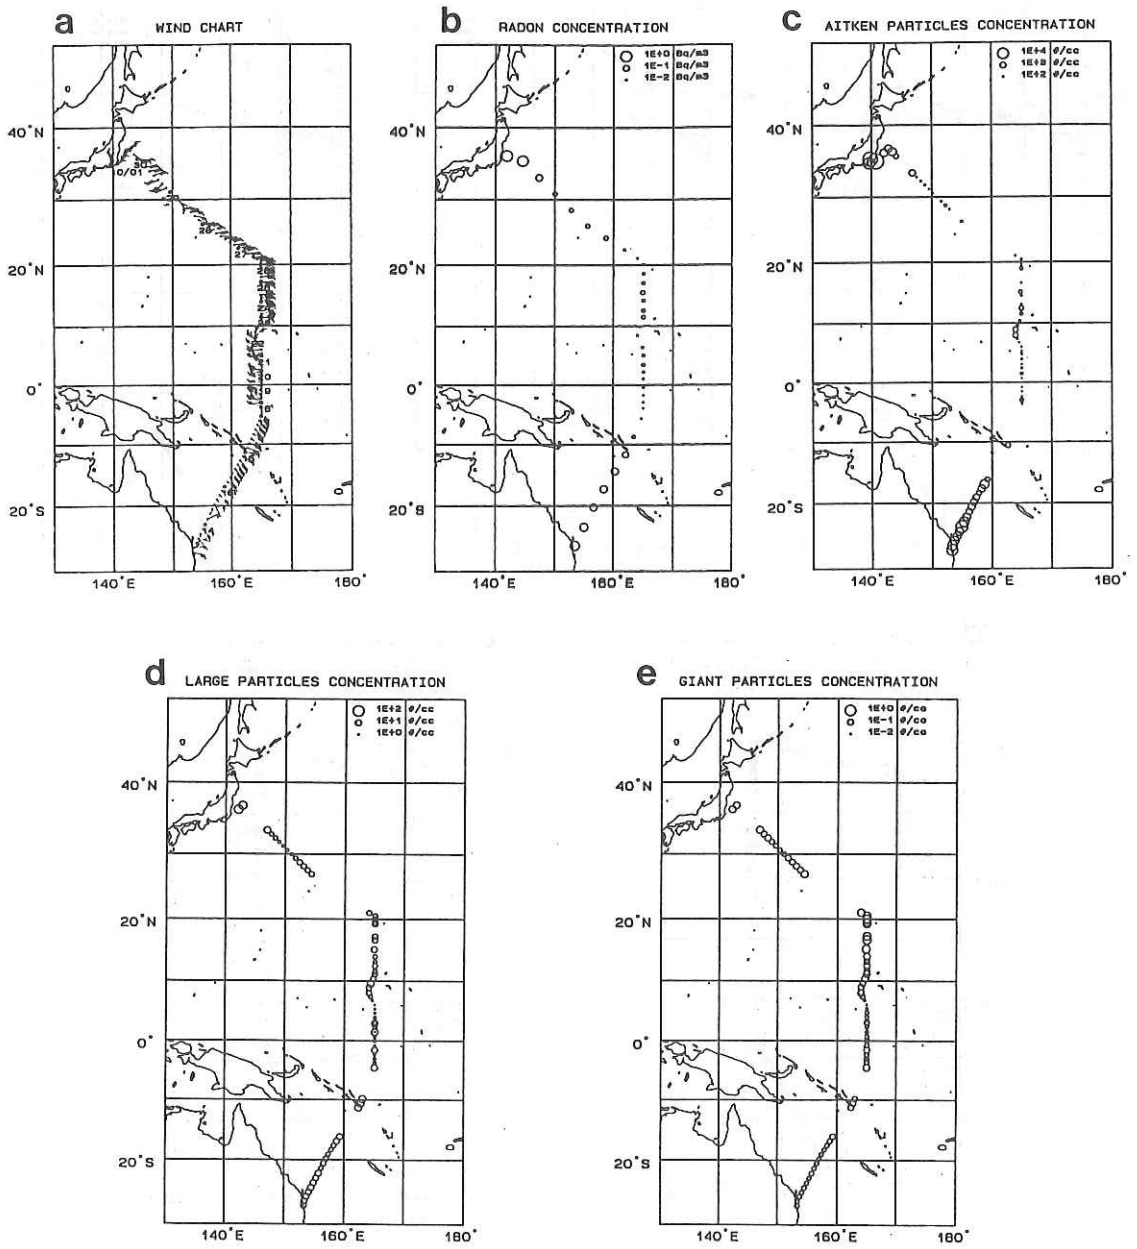 a WIND CHART
40°N
20°N
0°
20°S
140°E 160°E 180°
b RADON CONCENTRATION
1E+0 Bq/m3
1E-1 Bq/m3
1E-2 Bq/m3
40°N
20°N
0°
20°S
140°E 160°E 180°
c AITKEN PARTICLES CONCENTRATION
1E+4 #/cc
1E+3 #/cc
1E+2 #/cc
40°N
20°N
0°
20°S
140°E 160°E 180°
d LARGE PARTICLES CONCENTRATION
1E+2 #/cc
1E+1 #/cc
1E+0 #/cc
40°N
20°N
0°
20°S
140°E 160°E 180°
e GIANT PARTICLES CONCENTRATION
1E+0 #/cc
1E-1 #/cc
1E-2 #/cc
40°N
20°N
0°
20°S
140°E 160°E 180°